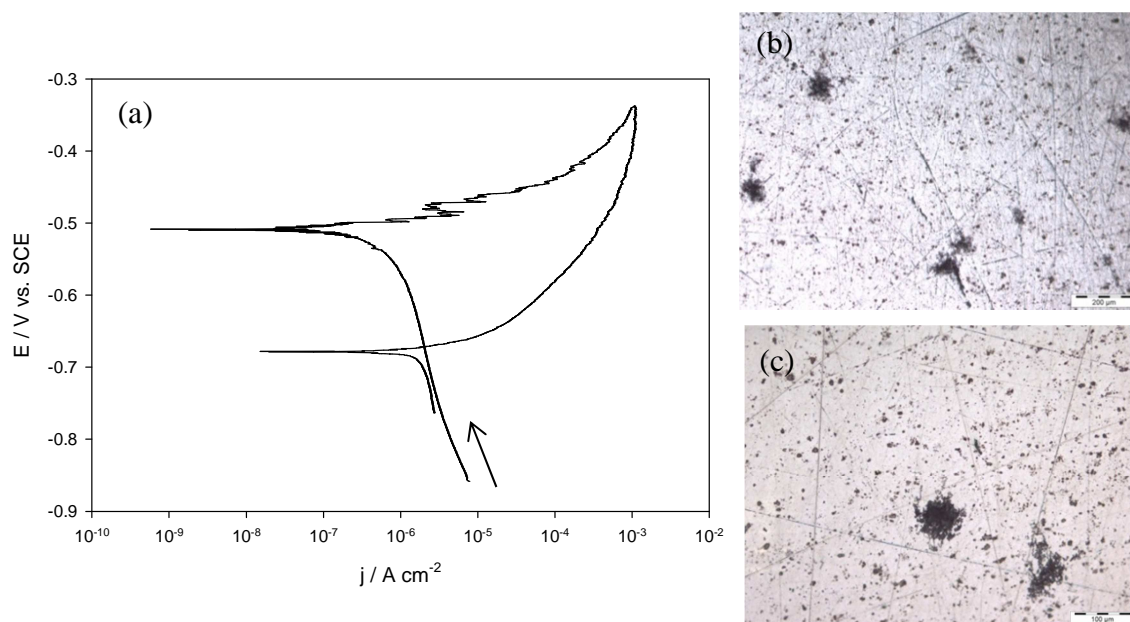 (a)
-0.3
-0.4
-0.5
-0.6
-0.7
-0.8
-0.9
E / V vs. SCE
10⁻¹⁰ 10⁻⁹ 10⁻⁸ 10⁻⁷ 10⁻⁶ 10⁻⁵ 10⁻⁴ 10⁻³ 10⁻²
j / A cm⁻²
(b)
200 µm
(c)
100 µm